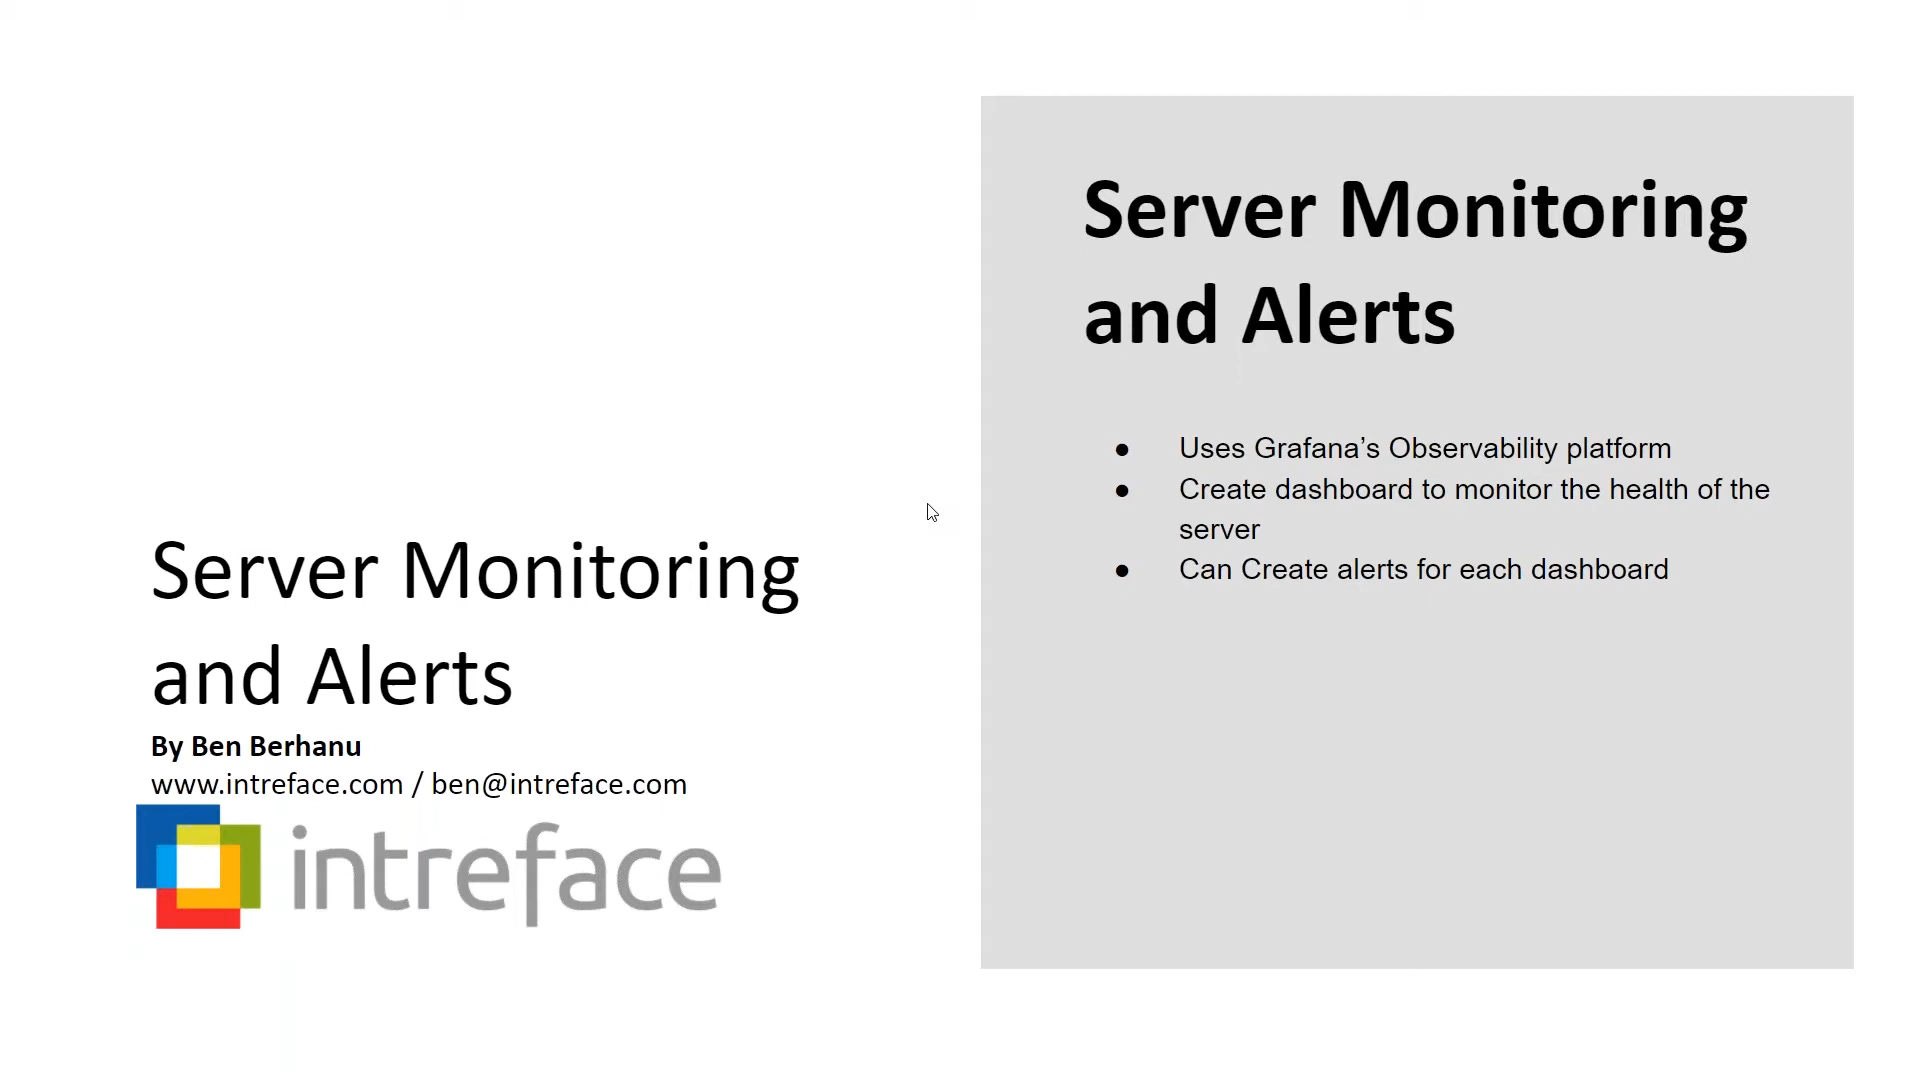 Server Monitoring
and Alerts
By Ben Berhanu
www.intreface.com / ben@intreface.com
intreface
Server Monitoring
and Alerts
● Uses Grafana’s Observability platform
● Create dashboard to monitor the health of the
server
● Can Create alerts for each dashboard